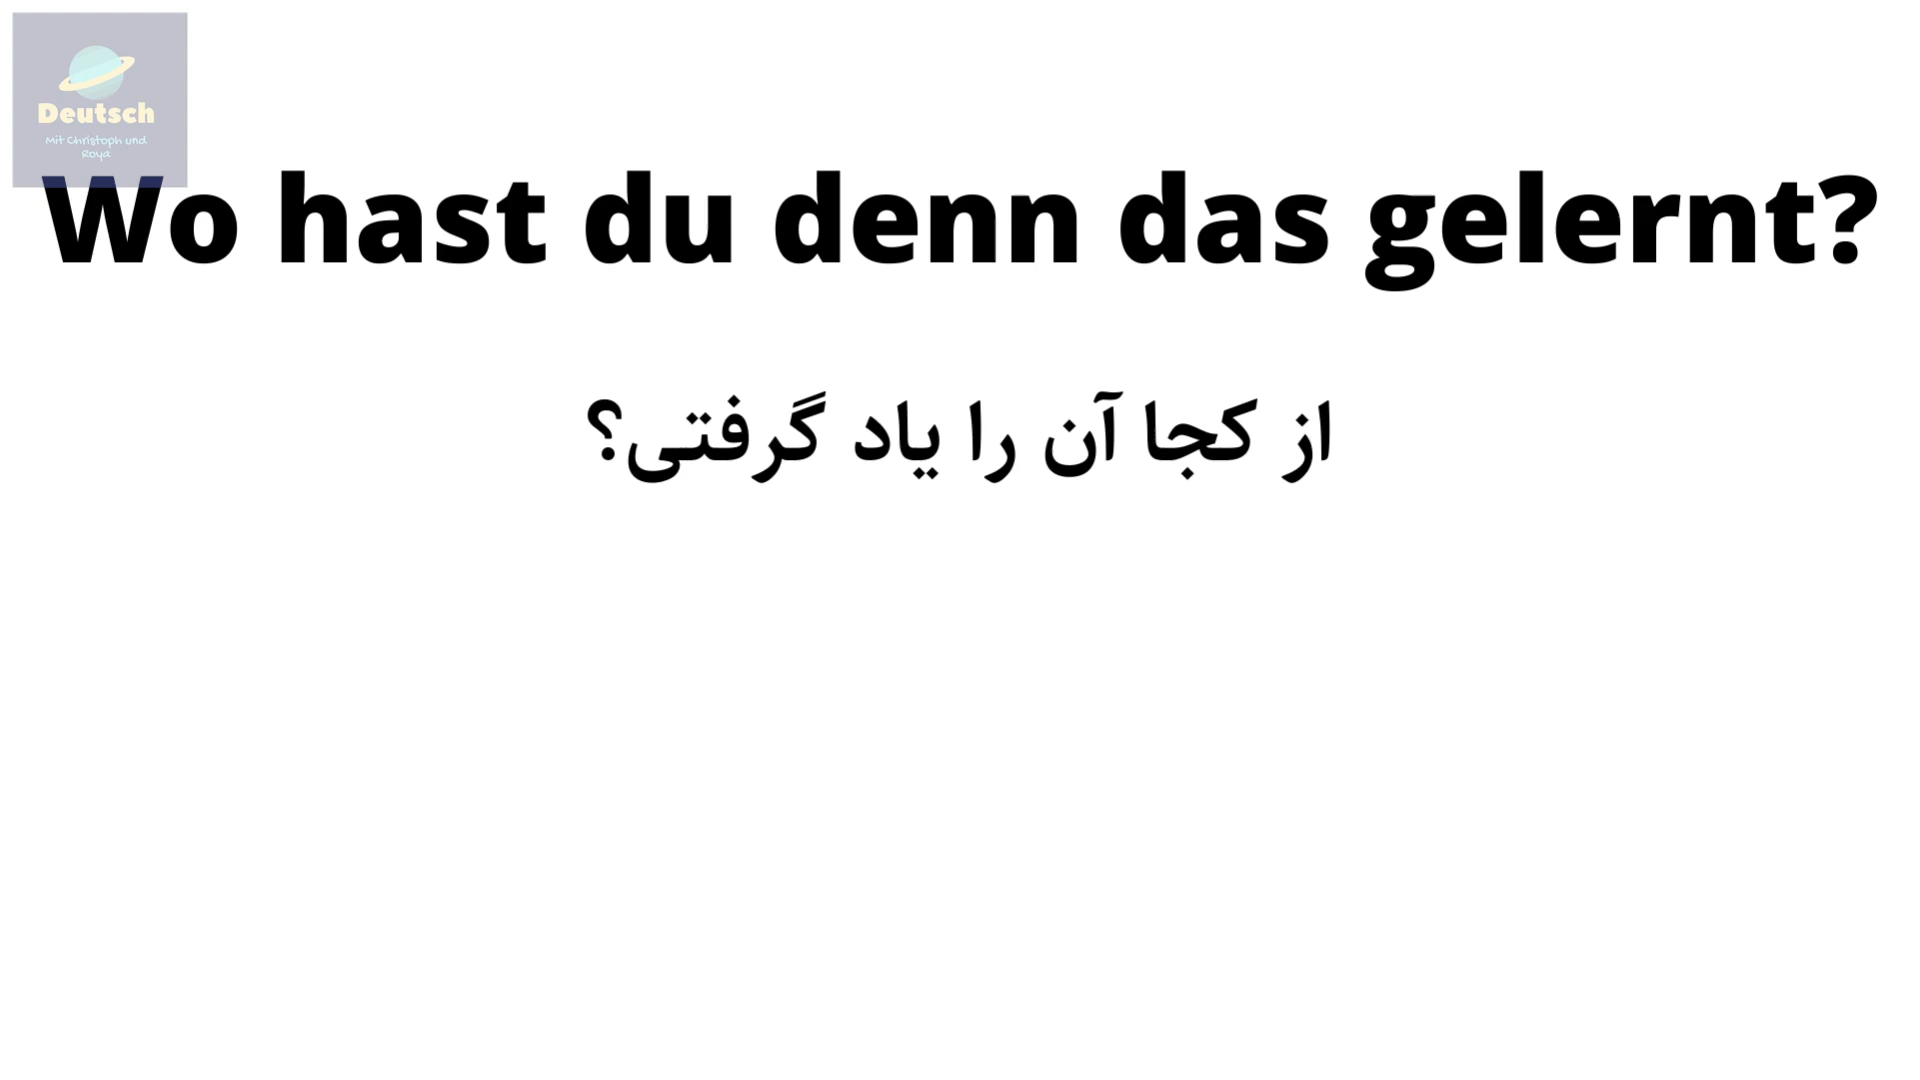 Deutsch
Mit Christoph und
Roya
Wo hast du denn das gelernt?
از کجا آن را یاد گرفتی؟